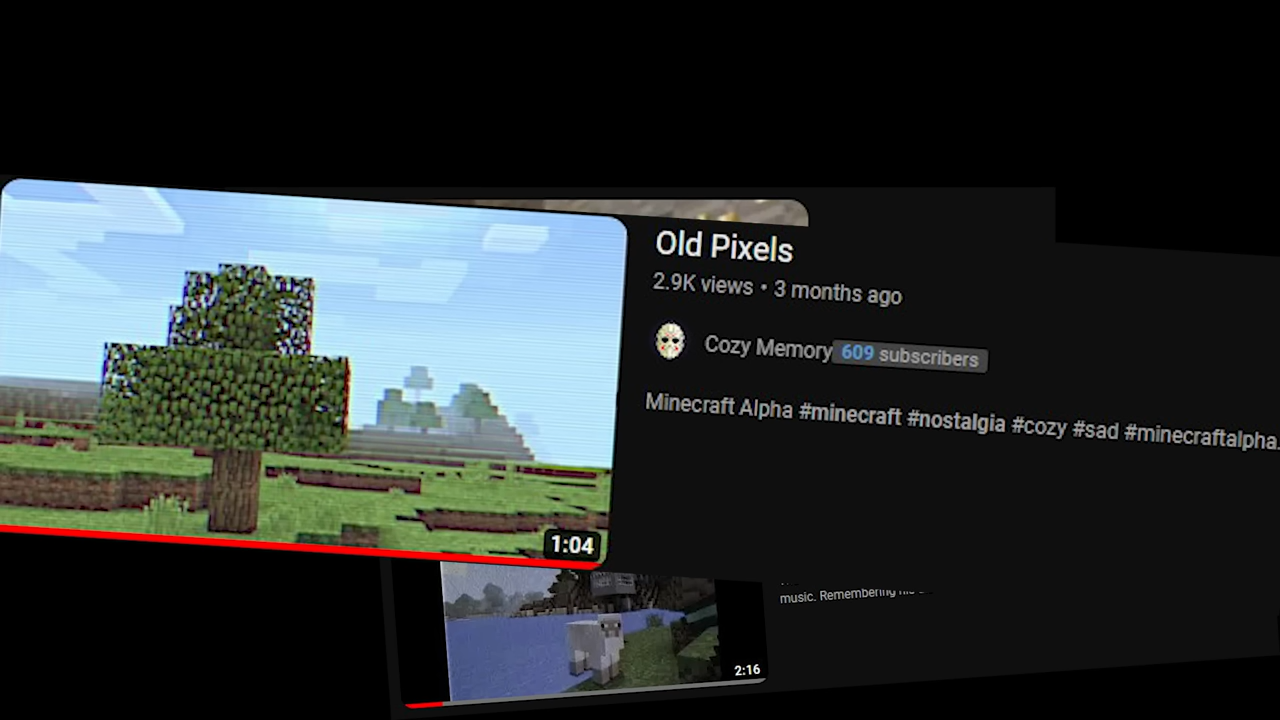 Old Pixels
2.9K views • 3 months ago
Cozy Memory 609 subscribers
Minecraft Alpha #minecraft #nostalgia #cozy #sad #minecraftalpha.
1:04
music. Remembering
2:16